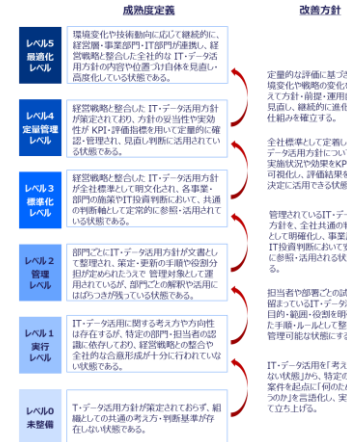 成熟度定義
改善方針
レベル5
最適化
レベル
環境変化や技術動向に応じて継続的に、
経営層・事業部門・IT部門が連携し、経
営戦略と整合した全社的な IT・データ活
用方針の内容や位置づけ自体を見直し・
高度化している状態である。
定量的な評価に基づき
境変化や戦略の変化を
えて方針・前提・運用
見直し、継続的に進化
仕組みを確立する。
レベル4
定量管理
レベル
経営戦略と整合した IT・データ活用方針
が策定されており、方針の妥当性や実効
性が KPI・評価指標を用いて定量的に確
認・管理され、見直し判断に活用されてい
る状態である。
全社標準として定着し
データ活用方針につい
実施状況や効果をKP
可視化し、評価結果を
決定に活用できる状態
レベル3
標準化
レベル
経営戦略と整合した IT・データ活用方針
が全社標準として明文化され、各事業・
部門の施策やIT投資判断において、共通
の判断軸として定常的に参照・活用されて
いる状態である。
管理されているIT・デー
方針を、全社共通の判
として明確化し、事業
IT投資判断において
に参照・活用される状
る。
レベル2
管理
レベル
部門ごとにIT・データ活用方針が文書とし
て整理され、策定・更新の手順や役割分
担が定められたうえで 管理対象として運
用されているが、部門ごとの解釈や活用に
はばらつきが残っている状態である。
担当者や部署ごとの試
留まっているIT・データ
目的・範囲・役割を明
た手順・ルールとして整
管理可能な状態にする
レベル1
実行
レベル
IT・データ活用に関する考え方や方向性
は存在するが、特定の部門・担当者の認
識に依存しており、経営戦略との整合や
全社的な合意形成が十分に行われていな
い状態である。
IT・データ活用を「考え
ない状態」から、特定の
案件を起点に「何のた
うのか」を言語化し、実
て立ち上げる。
レベル0
未整備
T・データ活用方針が策定されておらず、組
織としての共通の考え方・判断基準が存
在しない状態である。